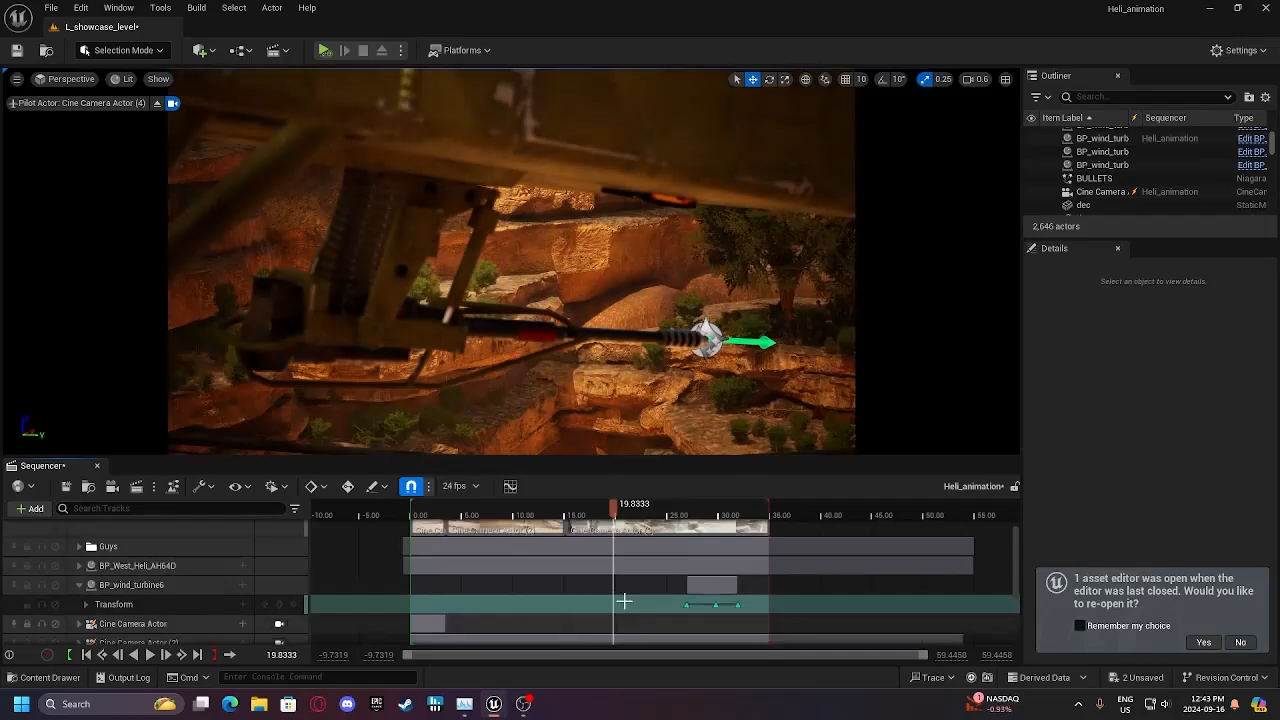 File Edit Window Tools Build Select Actor Help
Heli_animation
L_showcase_level•
Selection Mode
Platforms
Settings
Perspective Lit Show
10 10° 0.25 0.6
Pilot Actor: Cine Camera Actor (4)
Outliner
Search...
Item Label Sequencer Type
BP_wind_turb Heli_animation Edit BP
BP_wind_turb Edit BP
BP_wind_turb Edit BP
BULLETS Niagara
Cine Camera Heli_animation CineCar
dec StaticM
2,646 actors
Details
Select an object to view details.
Sequencer•
24 fps
Heli_animation•
Add
Search Tracks
19.8333
-10.00 -5.00 0.00 5.00 10.00 15.00 25.00 30.00 35.00 40.00 45.00 50.00 55.00
Guys
BP_West_Heli_AH64D
BP_wind_turbine6
Transform
Cine Camera Actor
Cine Camera Actor (2)
19.8333
-9.7319 -9.7319
59.4458 59.4458
1 asset editor was open when the
editor was last closed. Would you like
to re-open it?
Remember my choice
Yes No
Content Drawer Output Log Cmd Enter Console Command
Derived Data 2 Unsaved Revision Control
Search
NASDAQ
-0.93%
12:43 PM
2024-09-16